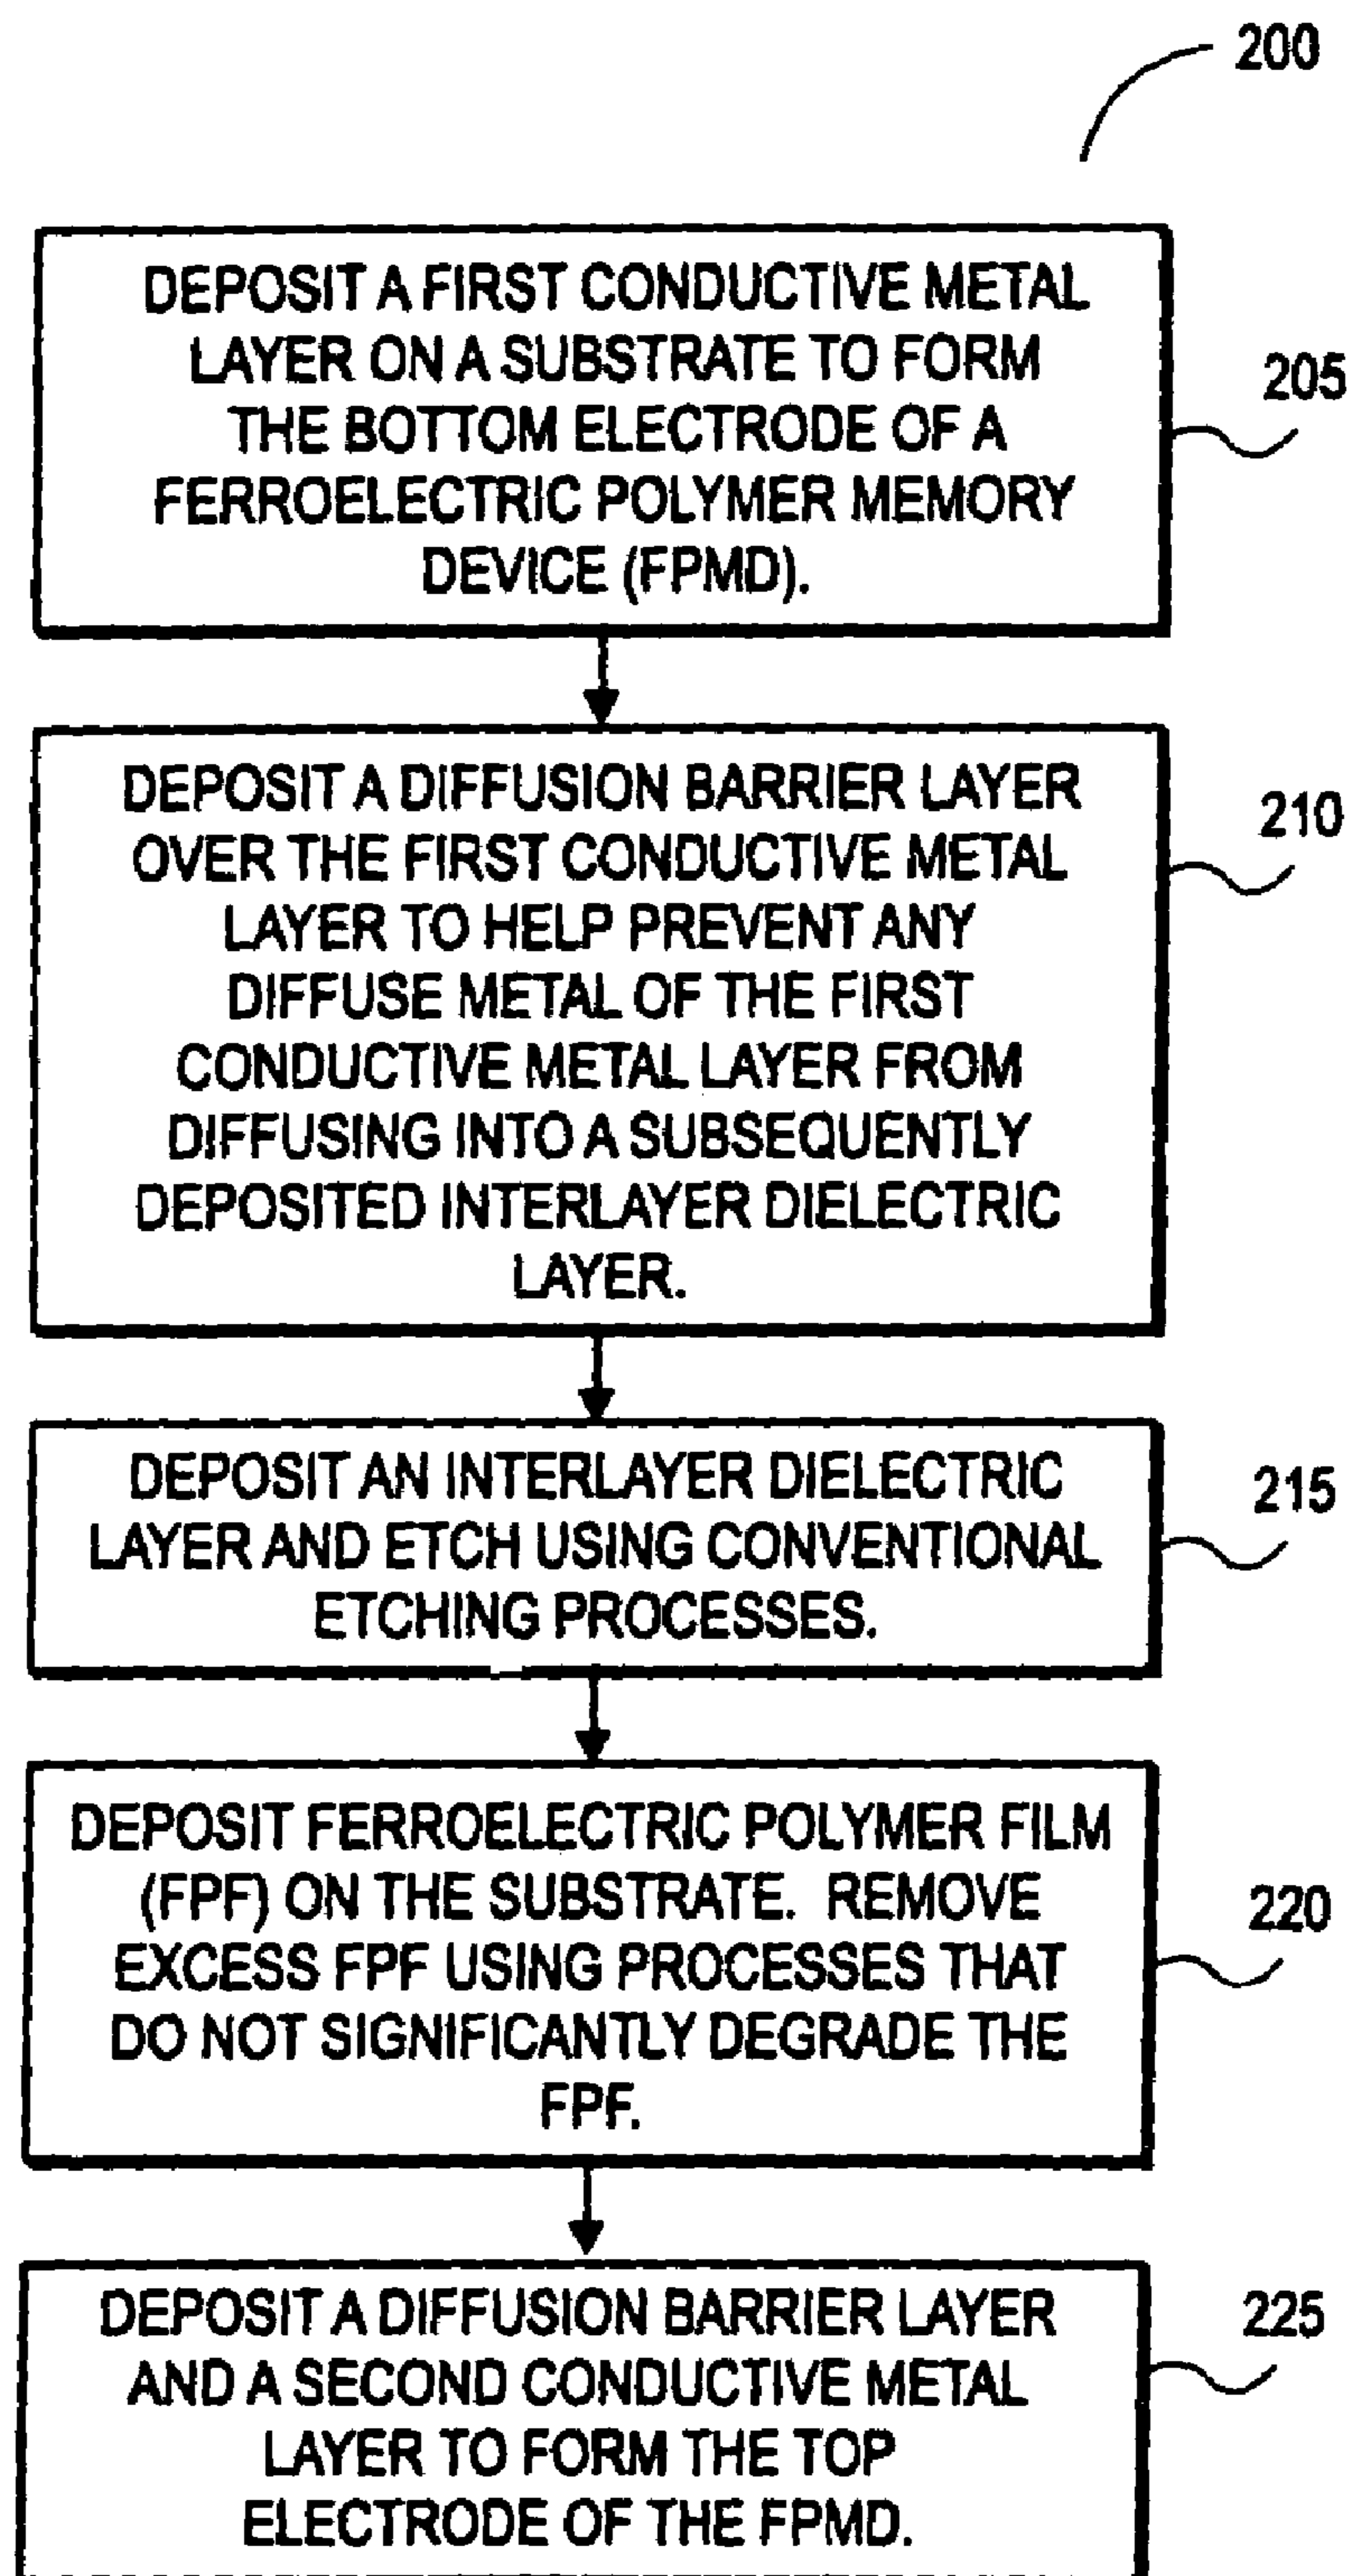 200
DEPOSIT A FIRST CONDUCTIVE METAL
LAYER ON A SUBSTRATE TO FORM
THE BOTTOM ELECTRODE OF A
FERROELECTRIC POLYMER MEMORY
DEVICE (FPMD).
205
DEPOSIT A DIFFUSION BARRIER LAYER
OVER THE FIRST CONDUCTIVE METAL
LAYER TO HELP PREVENT ANY
DIFFUSE METAL OF THE FIRST
CONDUCTIVE METAL LAYER FROM
DIFFUSING INTO A SUBSEQUENTLY
DEPOSITED INTERLAYER DIELECTRIC
LAYER.
210
DEPOSIT AN INTERLAYER DIELECTRIC
LAYER AND ETCH USING CONVENTIONAL
ETCHING PROCESSES.
215
DEPOSIT FERROELECTRIC POLYMER FILM
(FPF) ON THE SUBSTRATE. REMOVE
EXCESS FPF USING PROCESSES THAT
DO NOT SIGNIFICANTLY DEGRADE THE
FPF.
220
DEPOSIT A DIFFUSION BARRIER LAYER
AND A SECOND CONDUCTIVE METAL
LAYER TO FORM THE TOP
ELECTRODE OF THE FPMD.
225